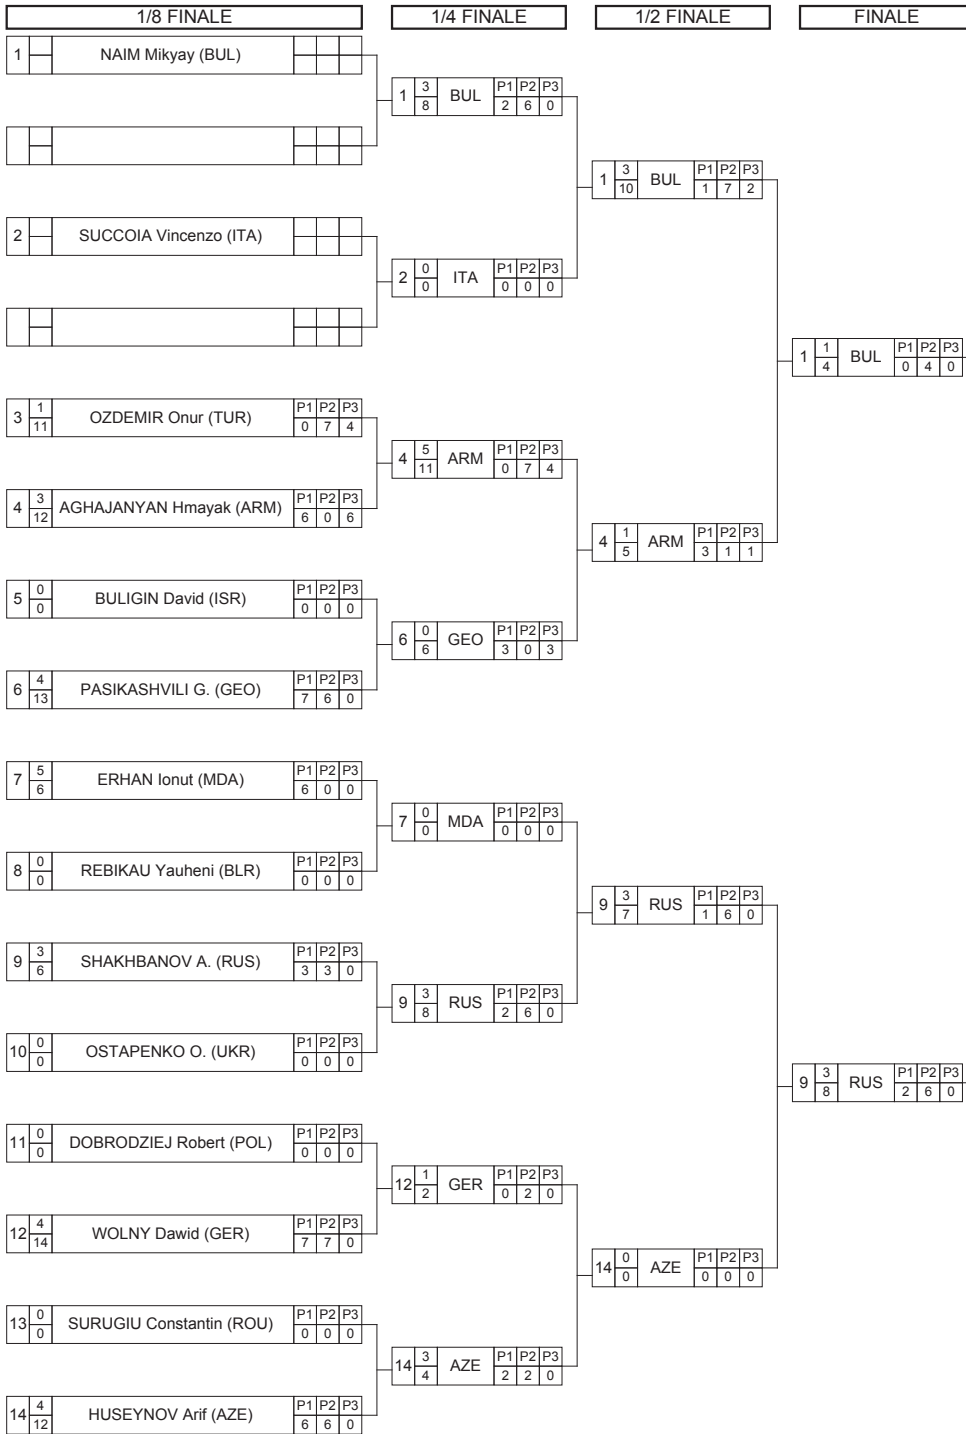 1/8 FINALE 1/4 FINALE 1/2 FINALE FINALE
1 NAIM Mikyay (BUL)
1 3 8 BUL P1 P2 P3 2 6 0
1 3 10 BUL P1 P2 P3 1 7 2
2 SUCCOIA Vincenzo (ITA)
2 0 0 ITA P1 P2 P3 0 0 0
1 1 4 BUL P1 P2 P3 0 4 0
3 1 11 OZDEMIR Onur (TUR) P1 P2 P3 0 7 4
4 5 11 ARM P1 P2 P3 0 7 4
4 3 12 AGHAJANYAN Hmayak (ARM) P1 P2 P3 6 0 6
4 1 5 ARM P1 P2 P3 3 1 1
5 0 0 BULIGIN David (ISR) P1 P2 P3 0 0 0
6 0 6 GEO P1 P2 P3 3 0 3
6 4 13 PASIKASHVILI G. (GEO) P1 P2 P3 7 6 0
7 5 6 ERHAN Ionut (MDA) P1 P2 P3 6 0 0
7 0 0 MDA P1 P2 P3 0 0 0
8 0 0 REBIKAU Yauheni (BLR) P1 P2 P3 0 0 0
9 3 7 RUS P1 P2 P3 1 6 0
9 3 6 SHAKHBANOV A. (RUS) P1 P2 P3 3 3 0
9 3 8 RUS P1 P2 P3 2 6 0
10 0 0 OSTAPENKO O. (UKR) P1 P2 P3 0 0 0
9 3 8 RUS P1 P2 P3 2 6 0
11 0 0 DOBRODZIEJ Robert (POL) P1 P2 P3 0 0 0
12 1 2 GER P1 P2 P3 0 2 0
12 4 14 WOLNY Dawid (GER) P1 P2 P3 7 7 0
14 0 0 AZE P1 P2 P3 0 0 0
13 0 0 SURUGIU Constantin (ROU) P1 P2 P3 0 0 0
14 3 4 AZE P1 P2 P3 2 2 0
14 4 12 HUSEYNOV Arif (AZE) P1 P2 P3 6 6 0